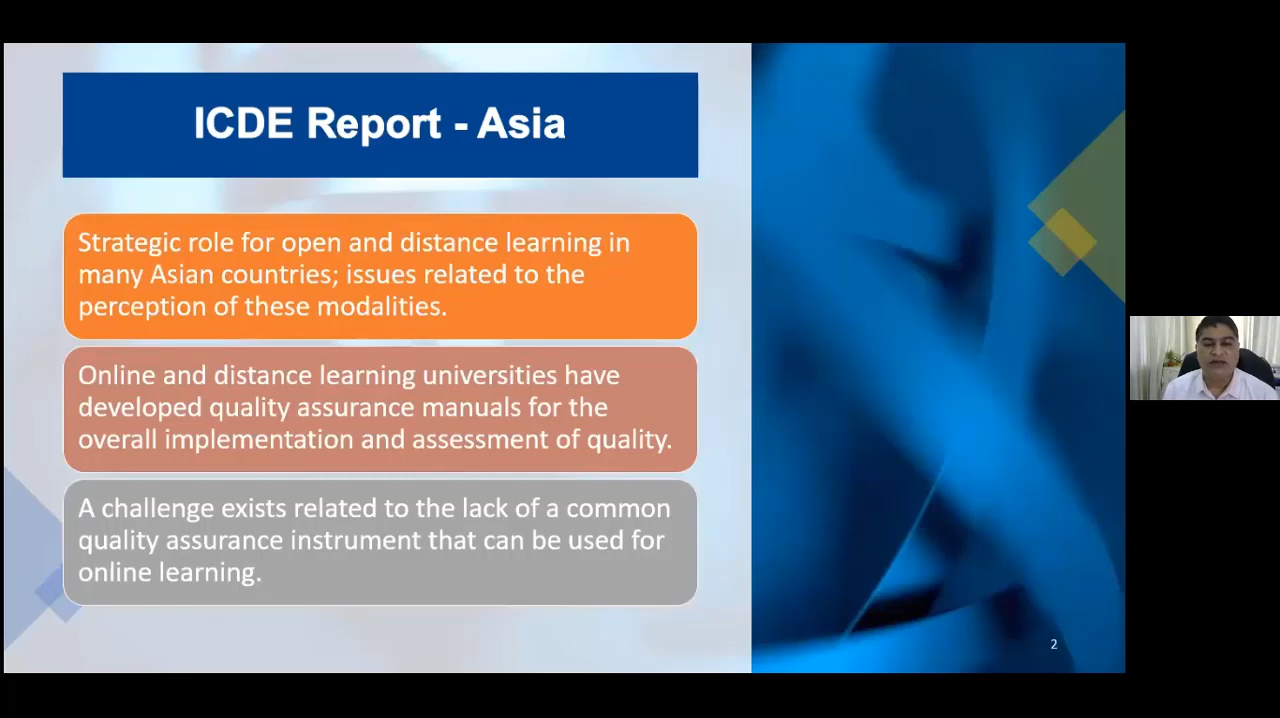 ICDE Report - Asia
Strategic role for open and distance learning in
many Asian countries; issues related to the
perception of these modalities.
Online and distance learning universities have
developed quality assurance manuals for the
overall implementation and assessment of quality.
A challenge exists related to the lack of a common
quality assurance instrument that can be used for
online learning.
2